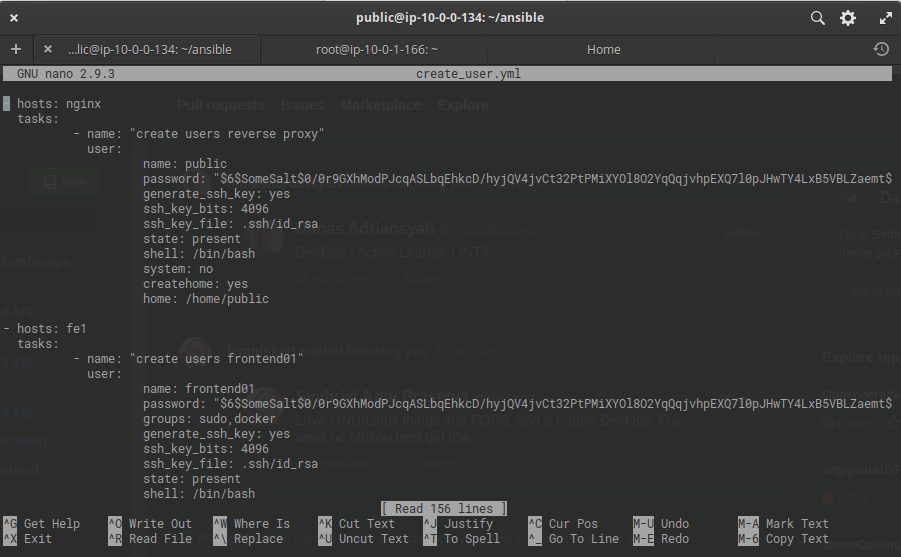 public@ip-10-0-0-134: ~/ansible
...lic@ip-10-0-0-134: ~/ansible
root@ip-10-0-1-166: ~
Home
GNU nano 2.9.3 create_user.yml
Pull requests Issues Marketplace Explore
- hosts: nginx
  tasks:
          - name: "create users reverse proxy"
            user:
                    name: public
                    password: "$6$SomeSalt$0/0r9GXhModPJcqASLbqEhkcD/hyjQV4jvCt32PtPMiXYOl8O2YqQqjvhpEXQ7l0pJHwTY4LxB5VBLZaemt$
                    generate_ssh_key: yes
                    ssh_key_bits: 4096
                    ssh_key_file: .ssh/id_rsa
                    state: present
                    shell: /bin/bash
                    system: no
                    createhome: yes
                    home: /home/public
- hosts: fe1
  tasks:
          - name: "create users frontend01"
            user:
                    name: frontend01
                    password: "$6$SomeSalt$0/0r9GXhModPJcqASLbqEhkcD/hyjQV4jvCt32PtPMiXYOl8O2YqQqjvhpEXQ7l0pJHwTY4LxB5VBLZaemt$
                    groups: sudo,docker
                    generate_ssh_key: yes
                    ssh_key_bits: 4096
                    ssh_key_file: .ssh/id_rsa
                    state: present
                    shell: /bin/bash
[ Read 156 lines ]
^G Get Help ^O Write Out ^W Where Is ^K Cut Text ^J Justify ^C Cur Pos M-U Undo M-A Mark Text
^X Exit ^R Read File ^\ Replace ^U Uncut Text ^T To Spell ^_ Go To Line M-E Redo M-6 Copy Text